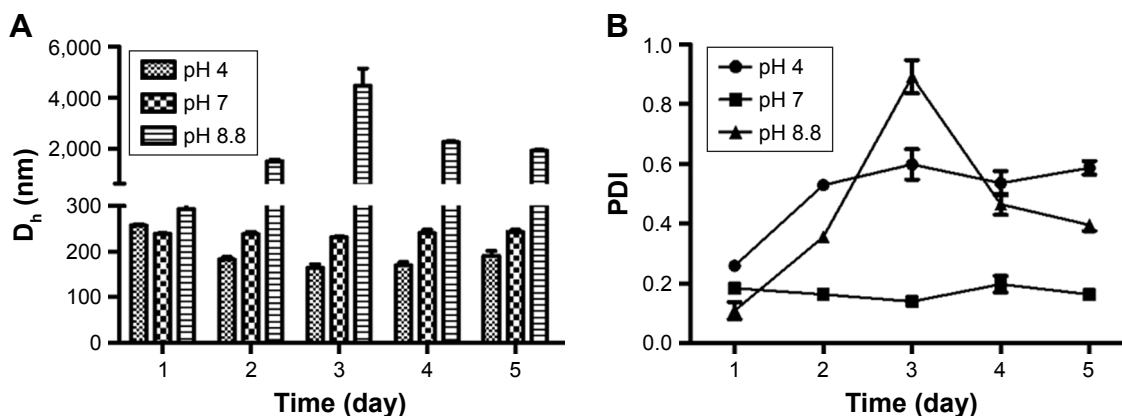 A
6,000
4,000
2,000
300
200
100
0
D_h (nm)
pH 4
pH 7
pH 8.8
1 2 3 4 5
Time (day)
B
1.0
0.8
0.6
0.4
0.2
0.0
PDI
pH 4
pH 7
pH 8.8
1 2 3 4 5
Time (day)